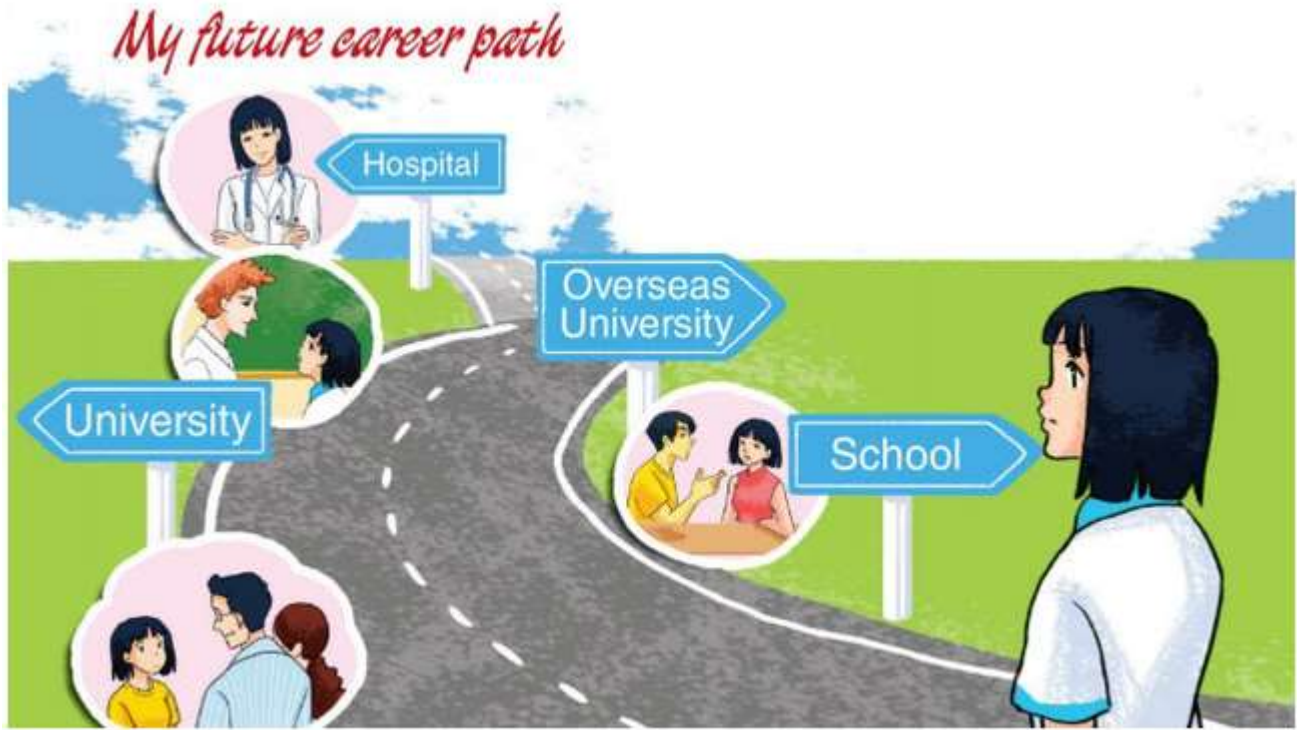 My future career path
Hospital
Overseas
University
University
School